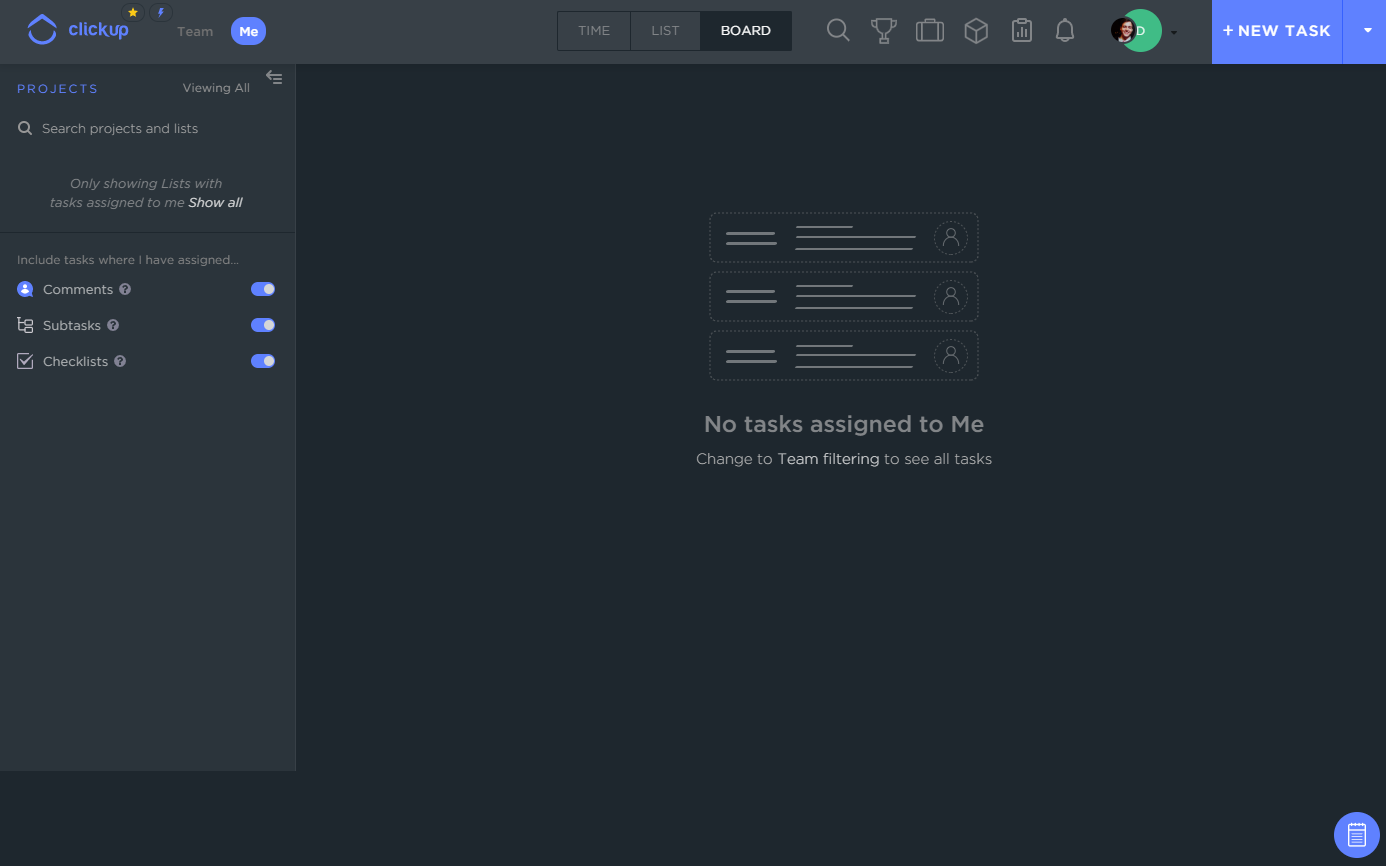 clickup
Team
Me
TIME
LIST
BOARD
D
+ NEW TASK
PROJECTS
Viewing All
Search projects and lists
Only showing Lists with
tasks assigned to me Show all
Include tasks where I have assigned...
Comments ?
Subtasks ?
Checklists ?
No tasks assigned to Me
Change to Team filtering to see all tasks